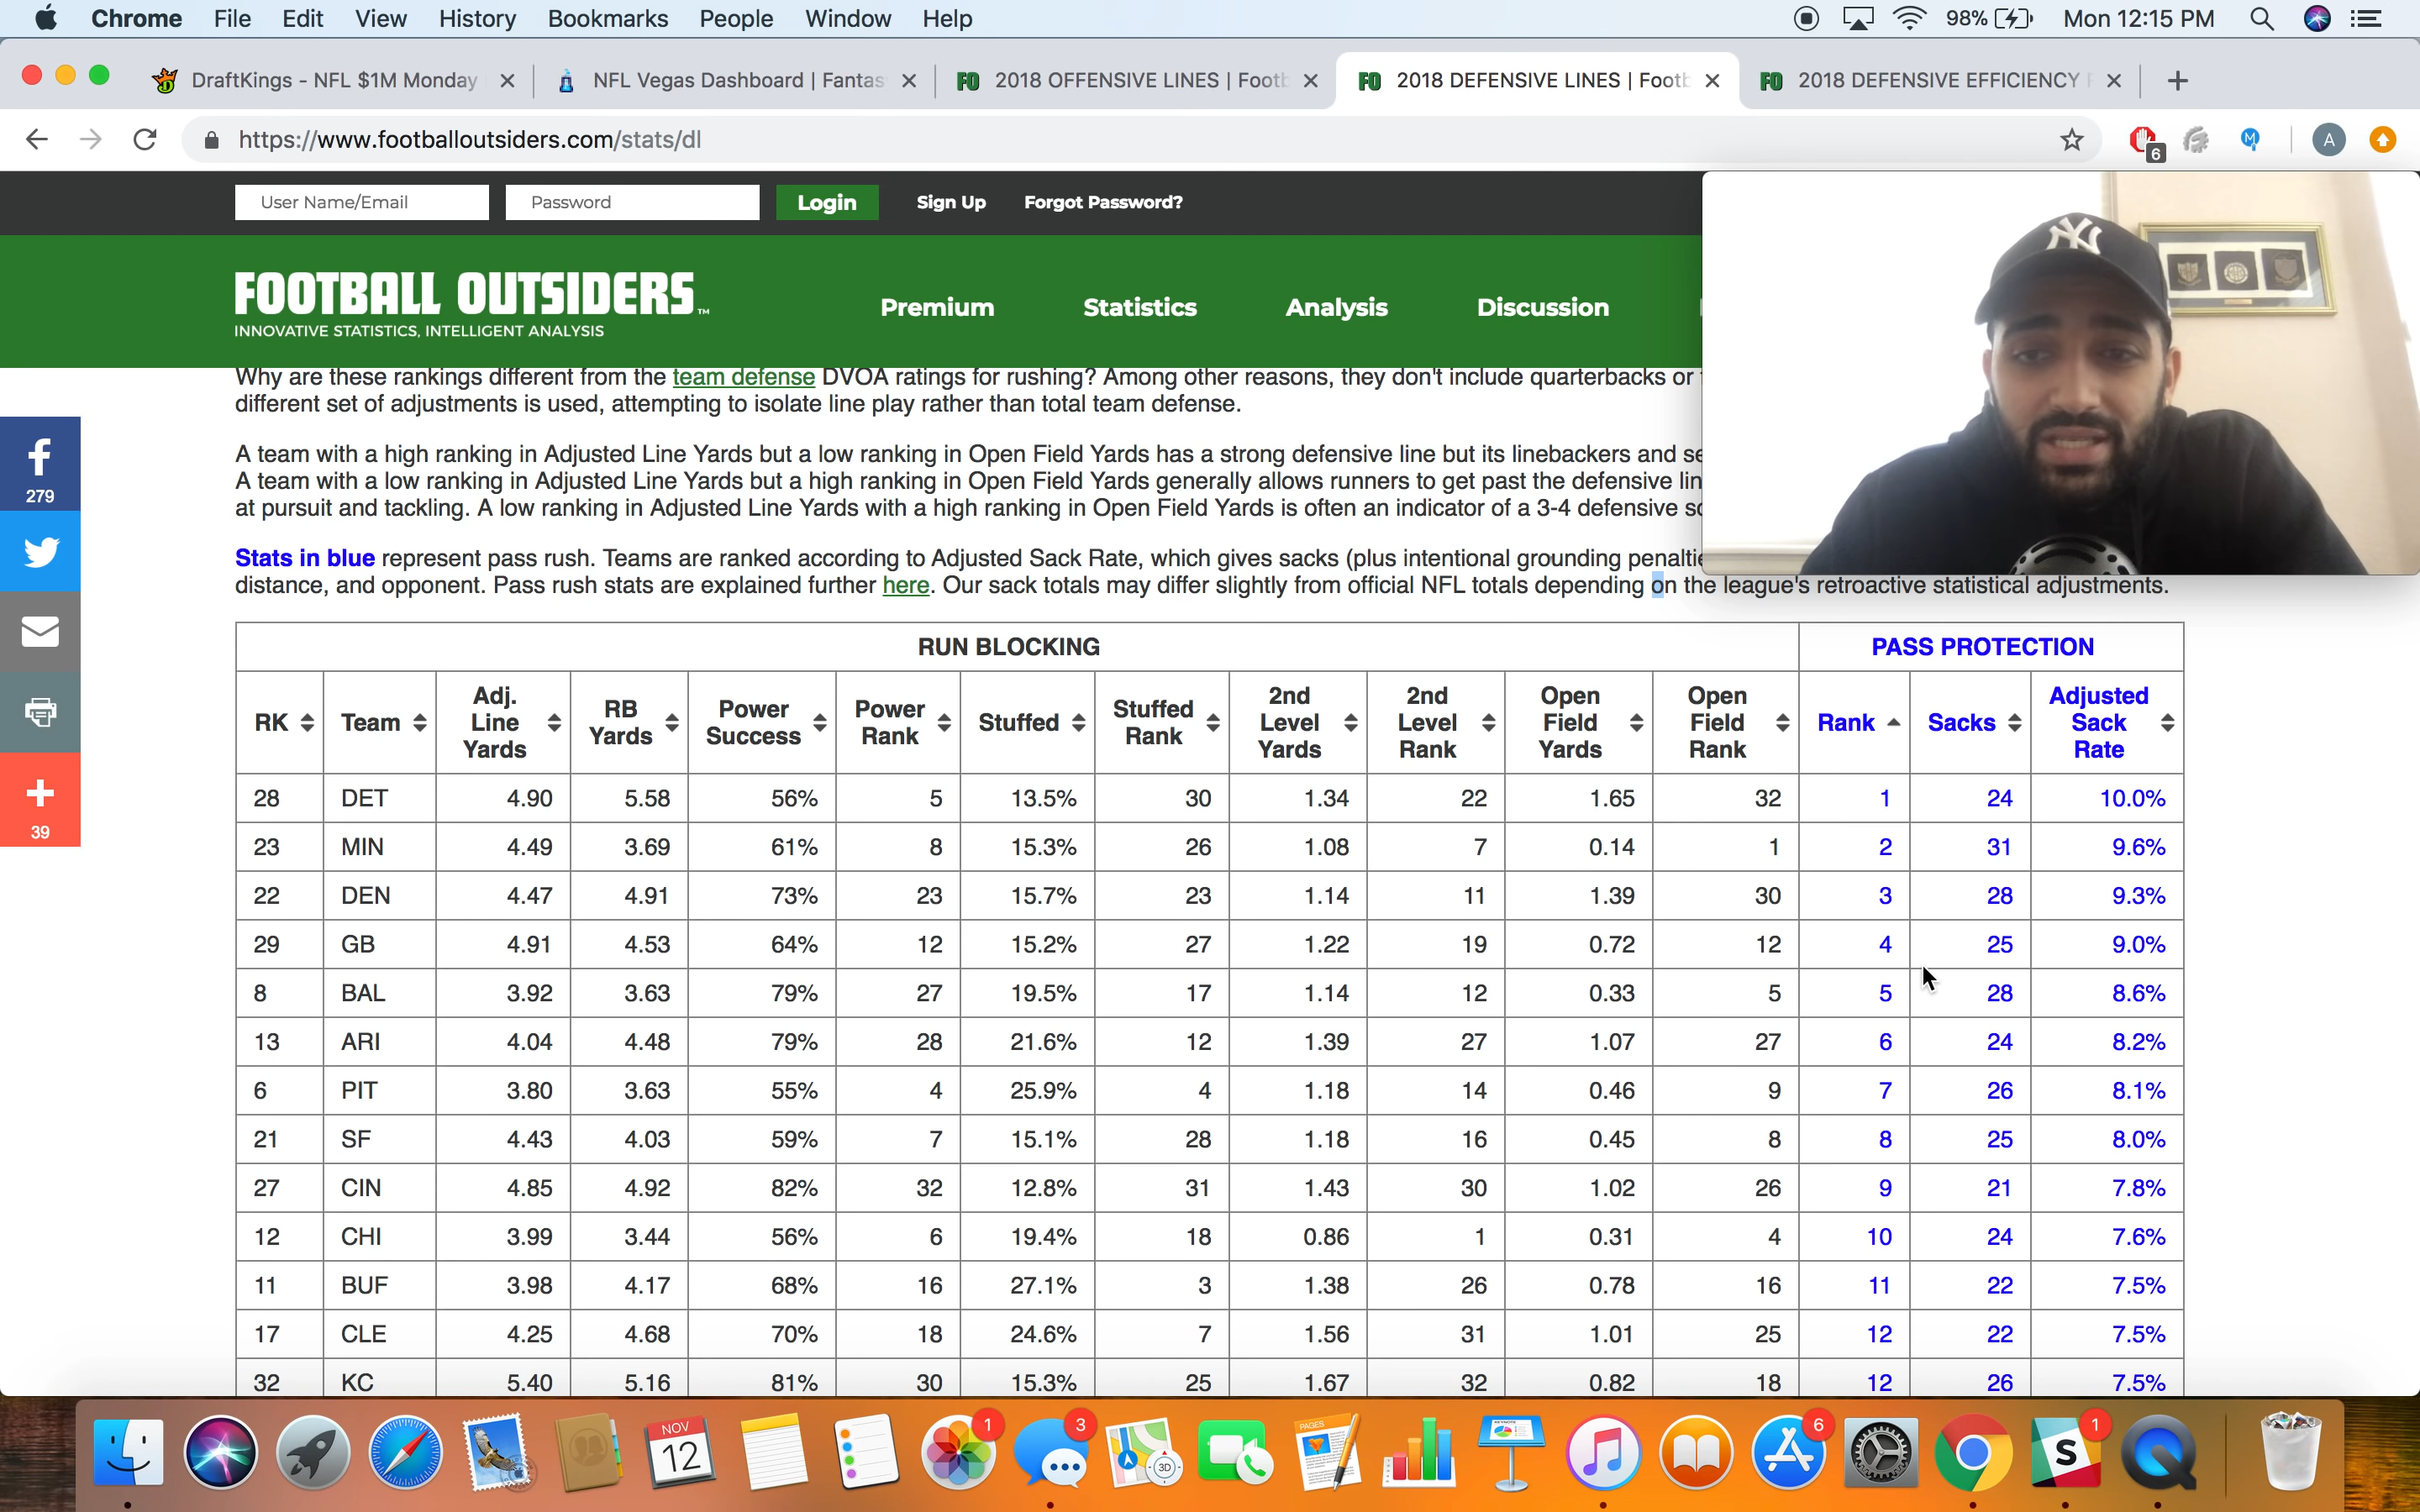 Chrome File Edit View History Bookmarks People Window Help 98% Mon 12:15 PM
DraftKings - NFL $1M Monday NFL Vegas Dashboard | Fantas 2018 OFFENSIVE LINES | Footb 2018 DEFENSIVE LINES | Footb 2018 DEFENSIVE EFFICIENCY
https://www.footballoutsiders.com/stats/dl 6 M A
User Name/Email Password Login Sign Up Forgot Password?
FOOTBALL OUTSIDERS™ Premium Statistics Analysis Discussion
INNOVATIVE STATISTICS, INTELLIGENT ANALYSIS
Why are these rankings different from the team defense DVOA ratings for rushing? Among other reasons, they don't include quarterbacks or
different set of adjustments is used, attempting to isolate line play rather than total team defense.
A team with a high ranking in Adjusted Line Yards but a low ranking in Open Field Yards has a strong defensive line but its linebackers and se
A team with a low ranking in Adjusted Line Yards but a high ranking in Open Field Yards generally allows runners to get past the defensive lin
at pursuit and tackling. A low ranking in Adjusted Line Yards with a high ranking in Open Field Yards is often an indicator of a 3-4 defensive sc
Stats in blue represent pass rush. Teams are ranked according to Adjusted Sack Rate, which gives sacks (plus intentional grounding penaltie
distance, and opponent. Pass rush stats are explained further here. Our sack totals may differ slightly from official NFL totals depending on the league's retroactive statistical adjustments.
279
39
RUN BLOCKING PASS PROTECTION
RK Team Adj. Line Yards RB Yards Power Success Power Rank Stuffed Stuffed Rank 2nd Level Yards 2nd Level Rank Open Field Yards Open Field Rank Rank Sacks Adjusted Sack Rate
28 DET 4.90 5.58 56% 5 13.5% 30 1.34 22 1.65 32 1 24 10.0%
23 MIN 4.49 3.69 61% 8 15.3% 26 1.08 7 0.14 1 2 31 9.6%
22 DEN 4.47 4.91 73% 23 15.7% 23 1.14 11 1.39 30 3 28 9.3%
29 GB 4.91 4.53 64% 12 15.2% 27 1.22 19 0.72 12 4 25 9.0%
8 BAL 3.92 3.63 79% 27 19.5% 17 1.14 12 0.33 5 5 28 8.6%
13 ARI 4.04 4.48 79% 28 21.6% 12 1.39 27 1.07 27 6 24 8.2%
6 PIT 3.80 3.63 55% 4 25.9% 4 1.18 14 0.46 9 7 26 8.1%
21 SF 4.43 4.03 59% 7 15.1% 28 1.18 16 0.45 8 8 25 8.0%
27 CIN 4.85 4.92 82% 32 12.8% 31 1.43 30 1.02 26 9 21 7.8%
12 CHI 3.99 3.44 56% 6 19.4% 18 0.86 1 0.31 4 10 24 7.6%
11 BUF 3.98 4.17 68% 16 27.1% 3 1.38 26 0.78 16 11 22 7.5%
17 CLE 4.25 4.68 70% 18 24.6% 7 1.56 31 1.01 25 12 22 7.5%
32 KC 5.40 5.16 81% 30 15.3% 25 1.67 32 0.82 18 12 26 7.5%
NOV 12 1 3 3D PAGES 6 S 1
NY